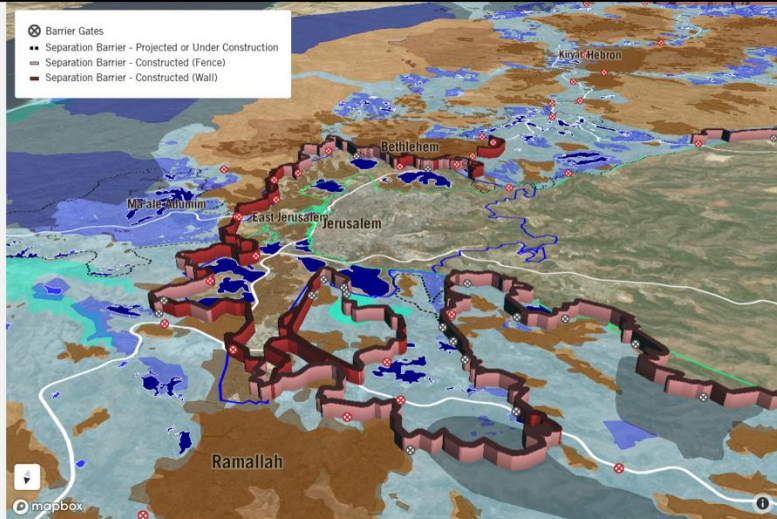 Barrier Gates
Separation Barrier - Projected or Under Construction
Separation Barrier - Constructed (Fence)
Separation Barrier - Constructed (Wall)
Kiryat Hebron
Bethlehem
Ma'ale Adumim
East Jerusalem
Jerusalem
Ramallah
mapbox